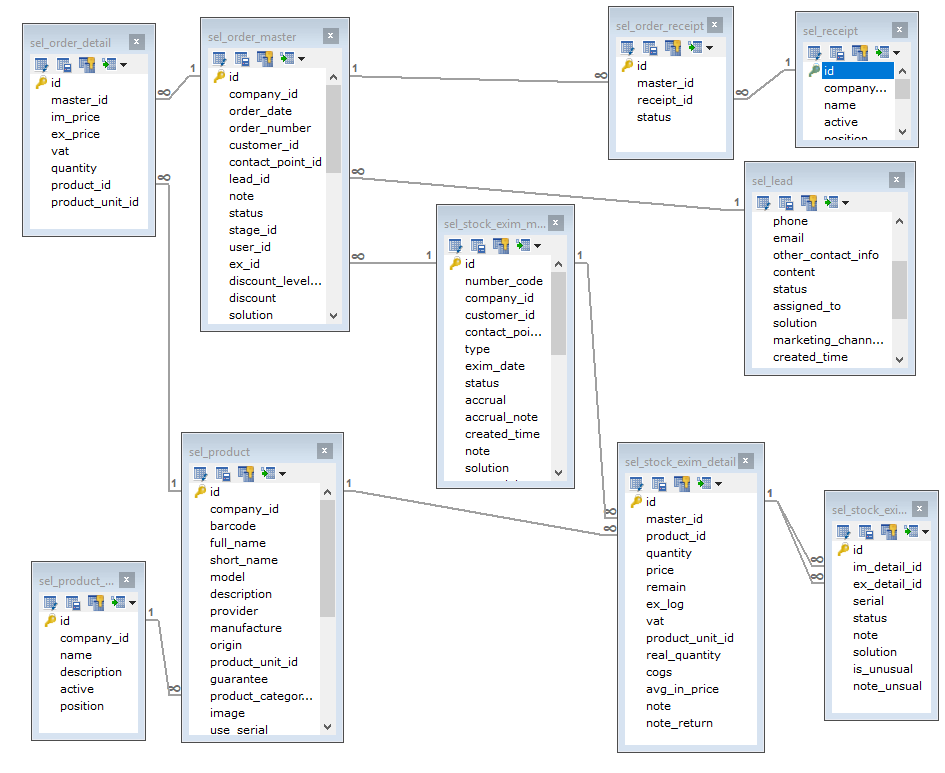 sel_order_detail
id
master_id
im_price
ex_price
vat
quantity
product_id
product_unit_id
sel_order_master
id
company_id
order_date
order_number
customer_id
contact_point_id
lead_id
note
status
stage_id
user_id
ex_id
discount_level...
discount
solution
sel_order_receipt
id
master_id
receipt_id
status
sel_receipt
id
company...
name
active
position
sel_lead
phone
email
other_contact_info
content
status
assigned_to
solution
marketing_chann...
created_time
sel_stock_exim_m...
id
number_code
company_id
customer_id
contact_poi...
type
exim_date
status
accrual
accrual_note
created_time
note
solution
sel_product
id
company_id
barcode
full_name
short_name
model
description
provider
manufacture
origin
product_unit_id
guarantee
product_categor...
image
use_serial
sel_product_...
id
company_id
name
description
active
position
sel_stock_exim_detail
id
master_id
product_id
quantity
price
remain
ex_log
vat
product_unit_id
real_quantity
cogs
avg_in_price
note
note_return
sel_stock_exi...
id
im_detail_id
ex_detail_id
serial
status
note
solution
is_unusual
note_unsual
1
∞
1
∞
∞
1
∞
1
∞
1
1
∞
∞
1
1
∞
1
∞
1
∞
∞